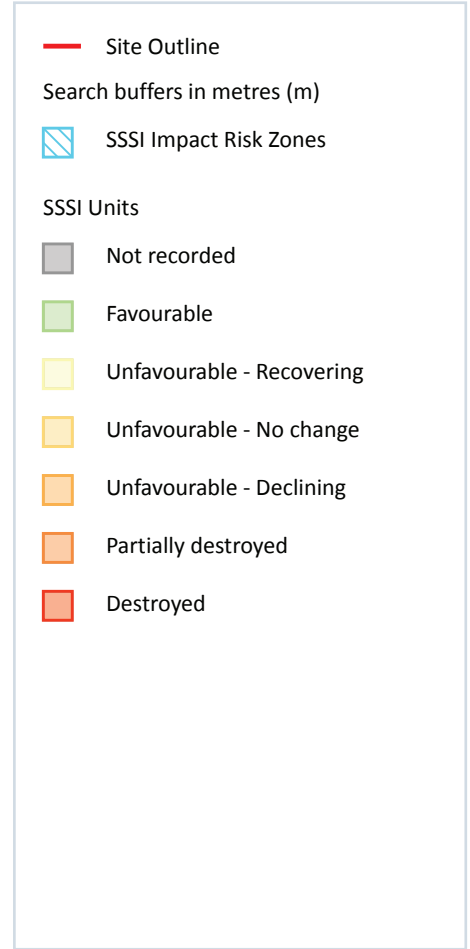 Site Outline
Search buffers in metres (m)
SSSI Impact Risk Zones
SSSI Units
Not recorded
Favourable
Unfavourable - Recovering
Unfavourable - No change
Unfavourable - Declining
Partially destroyed
Destroyed